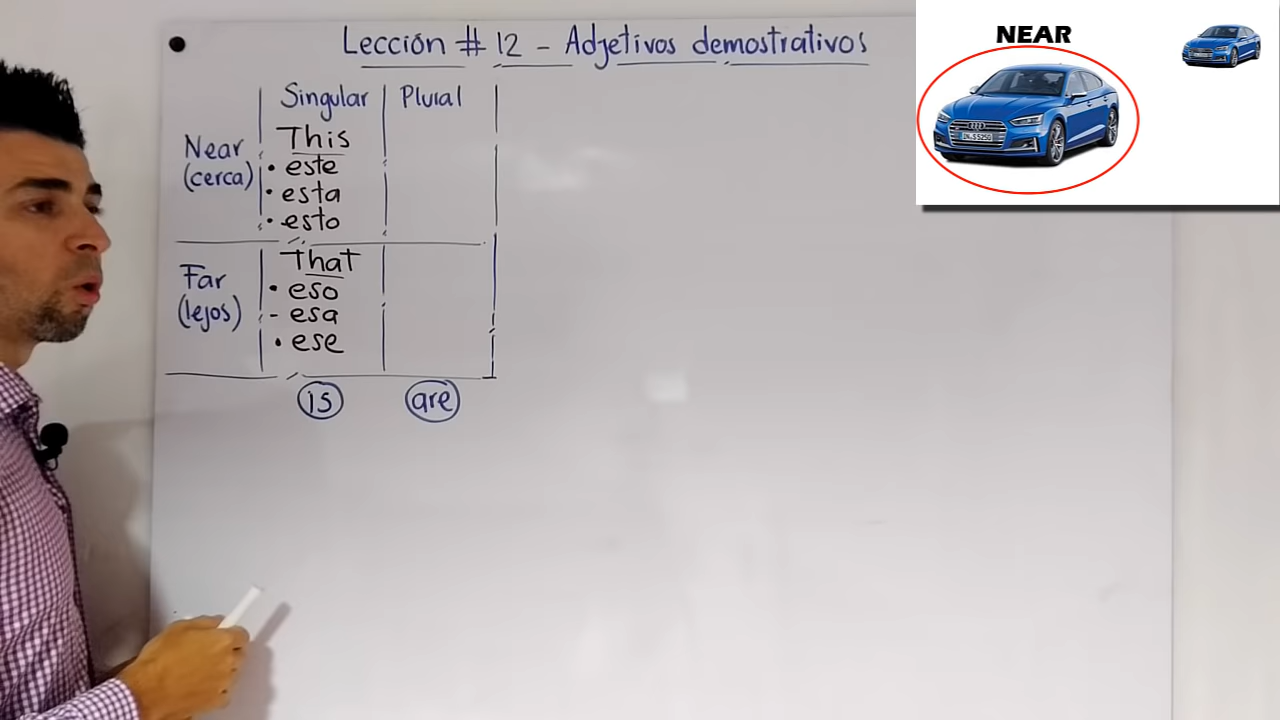 Lección # 12 - Adjetivos demostrativos
Singular Plural
Near
(cerca)
This
• este
• esta
• esto
Far
(lejos)
That
• eso
- esa
• ese
is are
NEAR